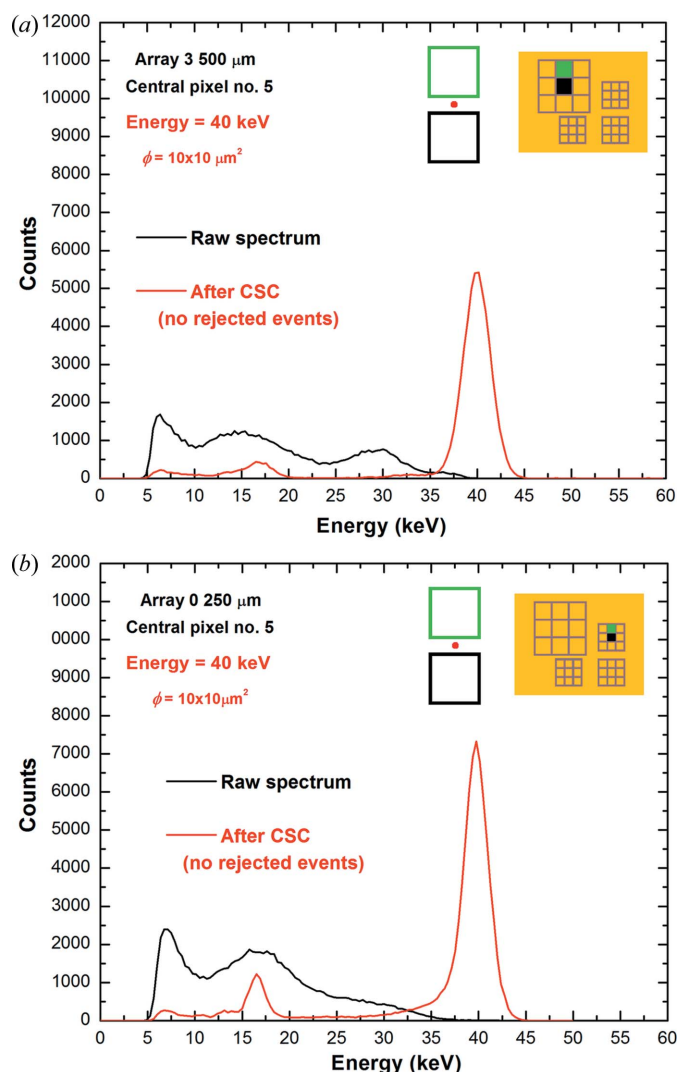 (a)
12000
11000
10000
9000
8000
7000
6000
5000
4000
3000
2000
1000
0
Counts
Array 3 500 μm
Central pixel no. 5
Energy = 40 keV
ϕ = 10x10 μm²
Raw spectrum
After CSC
(no rejected events)
0 5 10 15 20 25 30 35 40 45 50 55 60
Energy (keV)
(b)
2000
1000
0000
9000
8000
7000
6000
5000
4000
3000
2000
1000
0
Counts
Array 0 250 μm
Central pixel no. 5
Energy = 40 keV
ϕ = 10x10μm²
Raw spectrum
After CSC
(no rejected events)
0 5 10 15 20 25 30 35 40 45 50 55 60
Energy (keV)